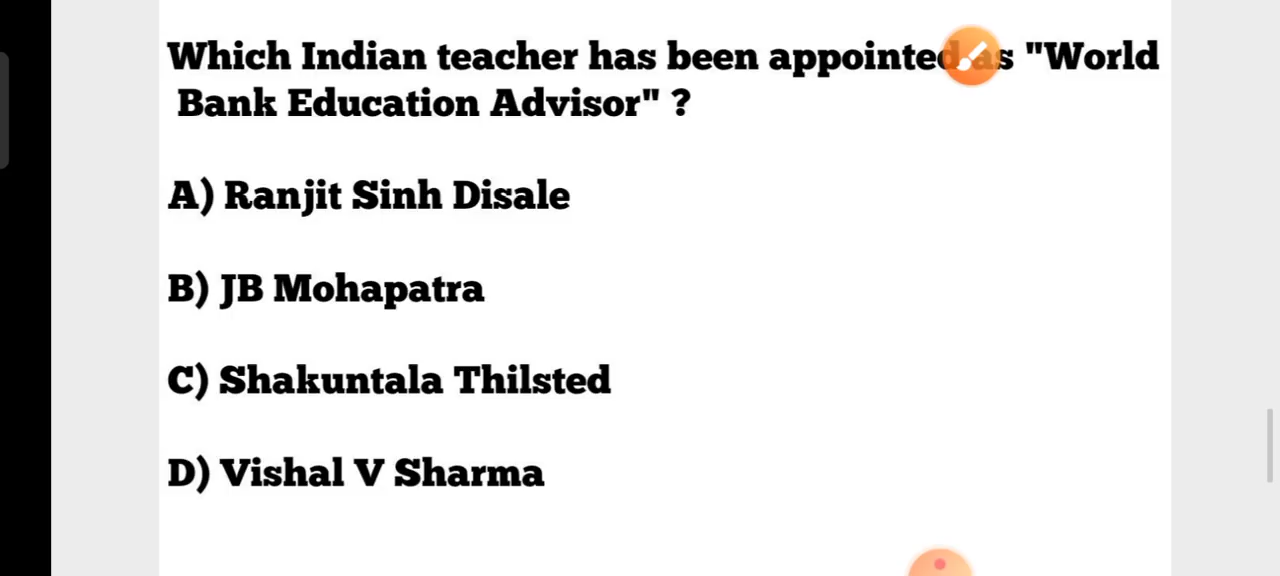 Which Indian teacher has been appointed as "World
Bank Education Advisor" ?
A) Ranjit Sinh Disale
B) JB Mohapatra
C) Shakuntala Thilsted
D) Vishal V Sharma